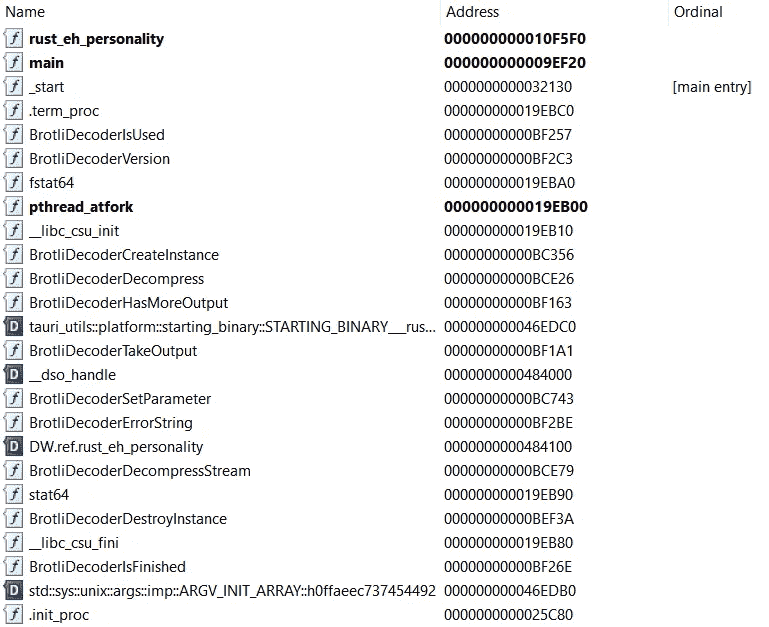 Name Address Ordinal
rust_eh_personality 000000000010F5F0
main 000000000009EF20
_start 0000000000032130 [main entry]
.term_proc 000000000019EBC0
BrotliDecoderIsUsed 00000000000BF257
BrotliDecoderVersion 00000000000BF2C3
fstat64 000000000019EBA0
pthread_atfork 000000000019EB00
__libc_csu_init 000000000019EB10
BrotliDecoderCreateInstance 00000000000BC356
BrotliDecoderDecompress 00000000000BCE26
BrotliDecoderHasMoreOutput 00000000000BF163
tauri_utils::platform::starting_binary::STARTING_BINARY___rus... 000000000046EDC0
BrotliDecoderTakeOutput 00000000000BF1A1
__dso_handle 0000000000484000
BrotliDecoderSetParameter 00000000000BC743
BrotliDecoderErrorString 00000000000BF2BE
DW.ref.rust_eh_personality 0000000000484100
BrotliDecoderDecompressStream 00000000000BCE79
stat64 000000000019EB90
BrotliDecoderDestroyInstance 00000000000BEF3A
__libc_csu_fini 000000000019EB80
BrotliDecoderIsFinished 00000000000BF26E
std::sys::unix::args::imp::ARGV_INIT_ARRAY::h0ffaeec737454492 000000000046EDB0
.init_proc 0000000000025C80